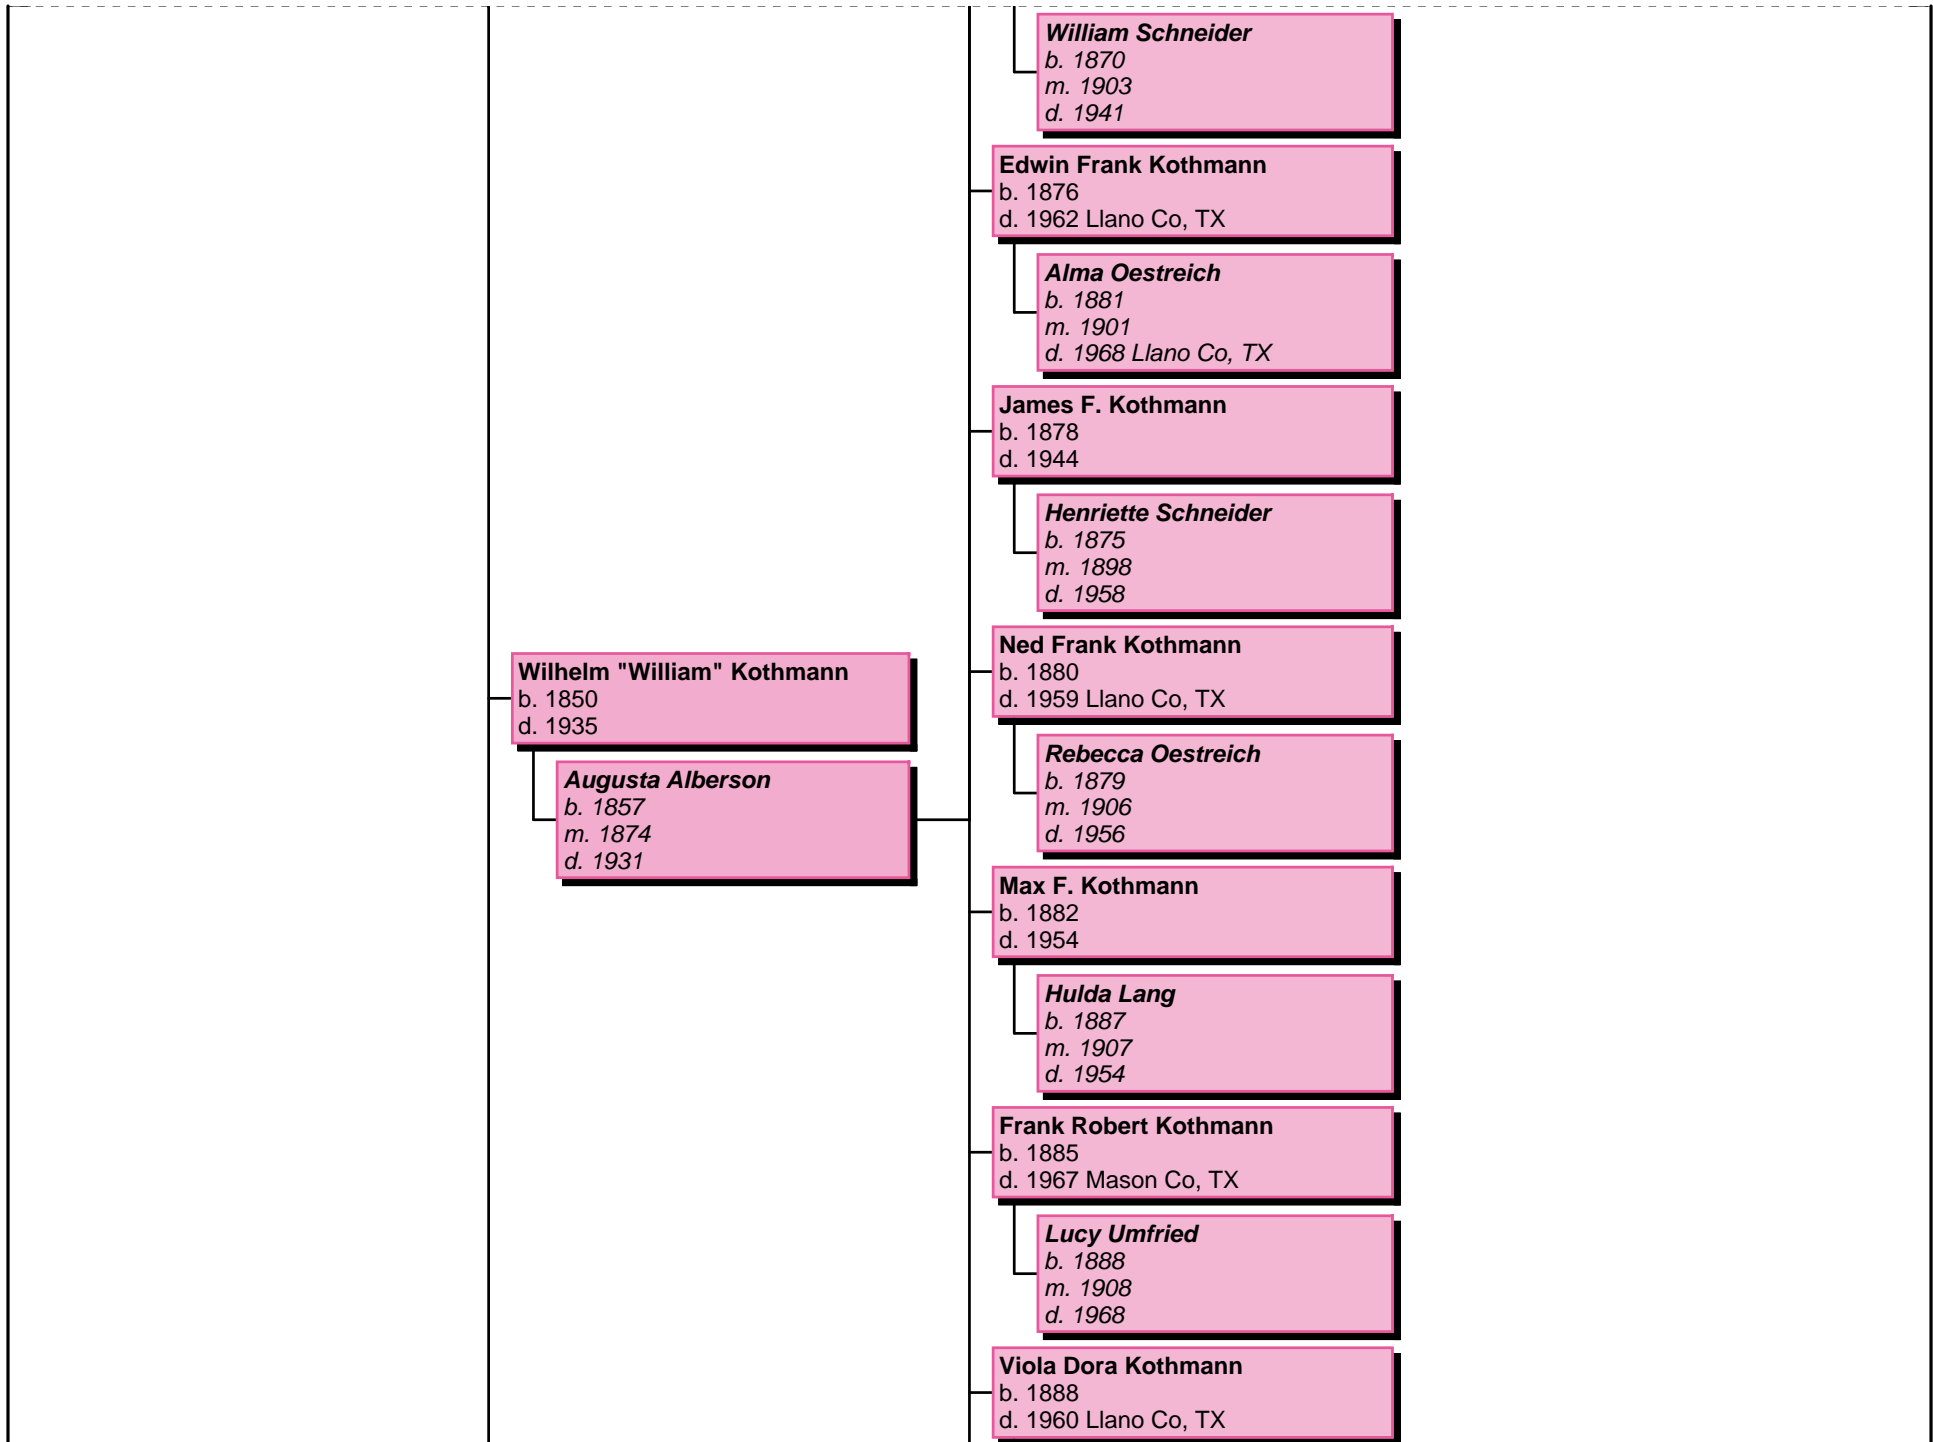 William Schneider
b. 1870
m. 1903
d. 1941
Edwin Frank Kothmann
b. 1876
d. 1962 Llano Co, TX
Alma Oestreich
b. 1881
m. 1901
d. 1968 Llano Co, TX
James F. Kothmann
b. 1878
d. 1944
Henriette Schneider
b. 1875
m. 1898
d. 1958
Wilhelm "William" Kothmann
b. 1850
d. 1935
Augusta Alberson
b. 1857
m. 1874
d. 1931
Ned Frank Kothmann
b. 1880
d. 1959 Llano Co, TX
Rebecca Oestreich
b. 1879
m. 1906
d. 1956
Max F. Kothmann
b. 1882
d. 1954
Hulda Lang
b. 1887
m. 1907
d. 1954
Frank Robert Kothmann
b. 1885
d. 1967 Mason Co, TX
Lucy Umfried
b. 1888
m. 1908
d. 1968
Viola Dora Kothmann
b. 1888
d. 1960 Llano Co, TX